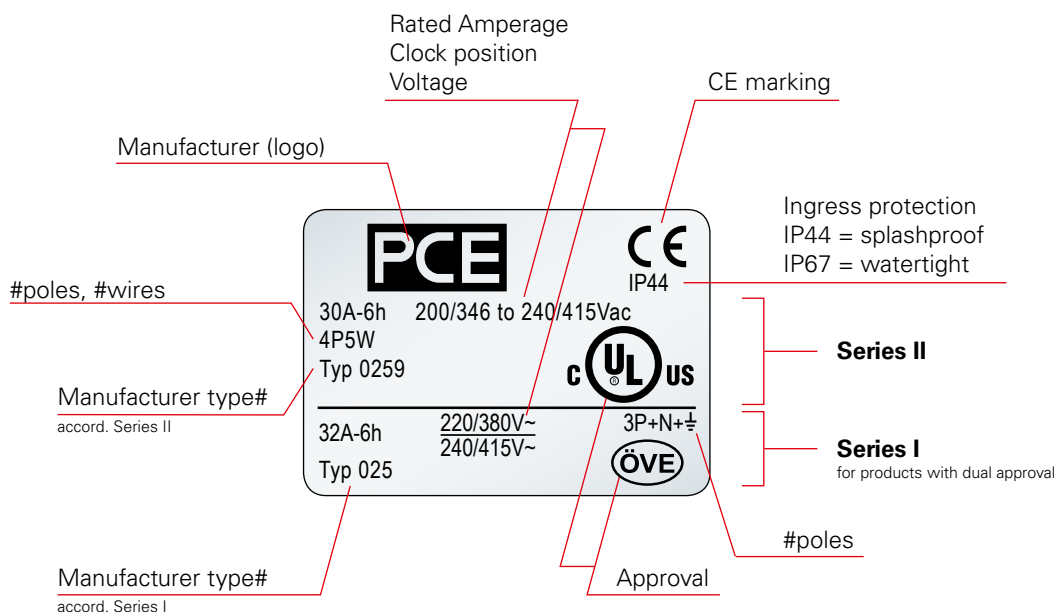 Rated Amperage
Clock position
Voltage
CE marking
Manufacturer (logo)
Ingress protection
IP44 = splashproof
IP67 = watertight
PCE
CE
IP44
#poles, #wires
30A-6h 200/346 to 240/415Vac
4P5W
Typ 0259
C UL US
®
Series II
Manufacturer type#
accord. Series II
32A-6h 220/380V~ 3P+N+⏚
240/415V~
Typ 025
ÖVE
Series I
for products with dual approval
#poles
Manufacturer type#
accord. Series I
Approval